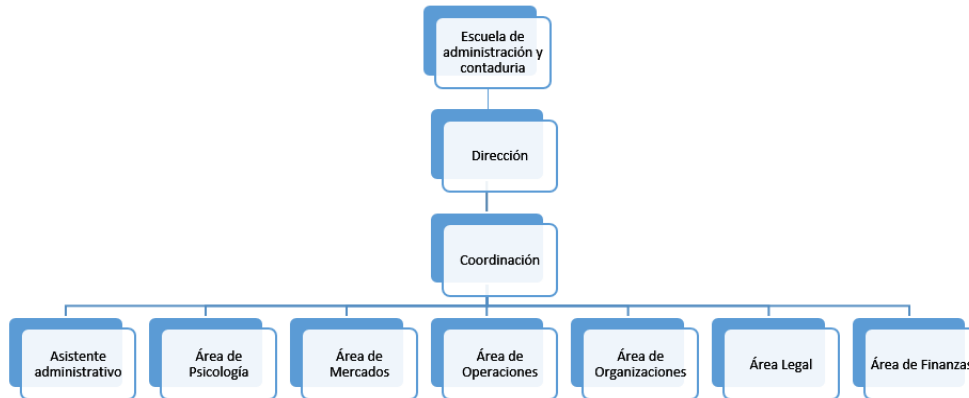 Escuela de
administración y
contaduria
Dirección
Coordinación
Asistente
administrativo
Área de
Psicología
Área de
Mercados
Área de
Operaciones
Área de
Organizaciones
Área Legal
Área de Finanzas